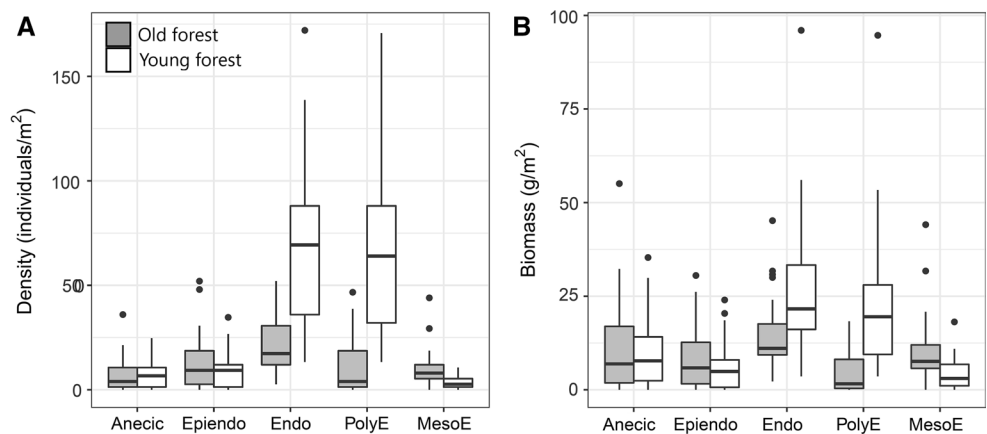 A
Old forest
Young forest
Density (individuals/m²)
150
100
50 0
0
Anecic Epiendo Endo PolyE MesoE
B
Biomass (g/m²)
100
75
50
25
0
Anecic Epiendo Endo PolyE MesoE